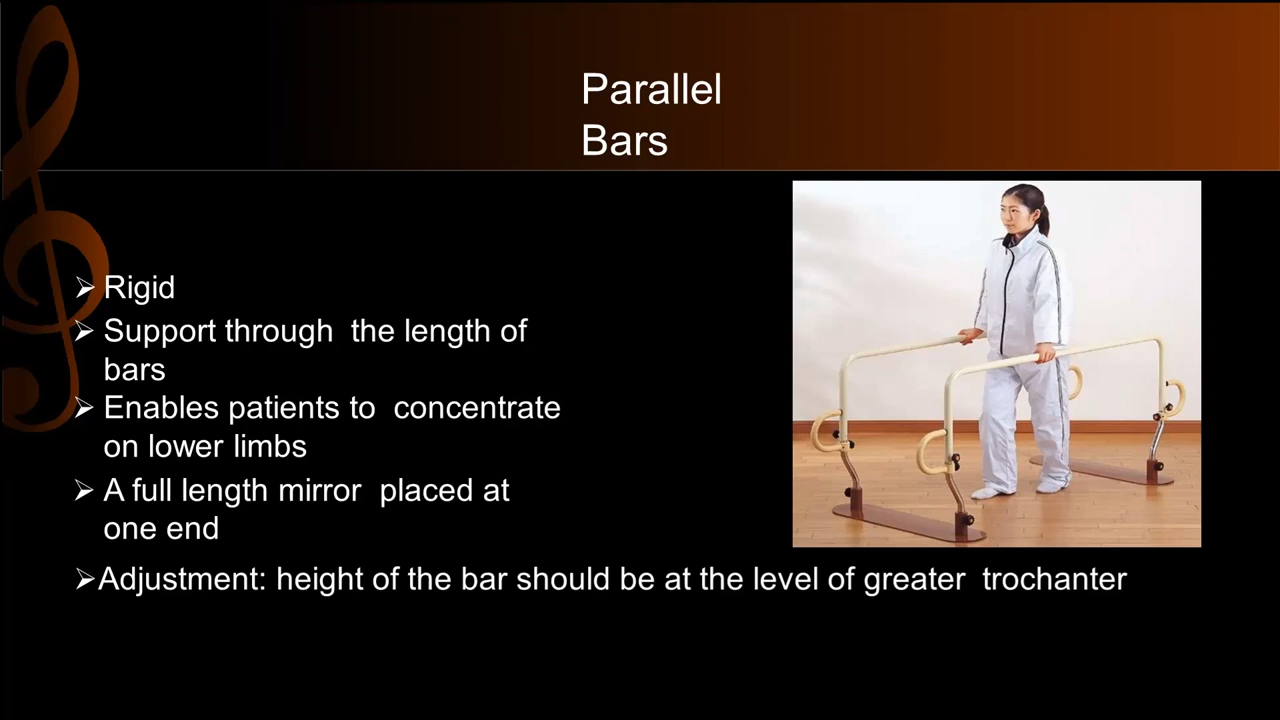 Parallel
Bars
➢ Rigid
➢ Support through the length of
bars
➢ Enables patients to concentrate
on lower limbs
➢ A full length mirror placed at
one end
➢Adjustment: height of the bar should be at the level of greater trochanter